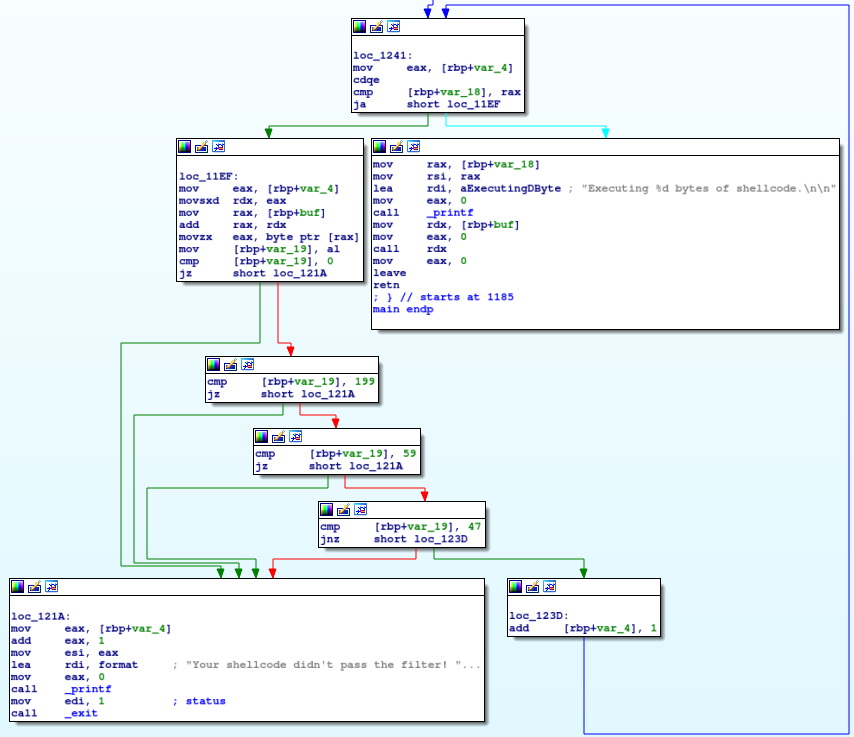 loc_1241:
mov eax, [rbp+var_4]
cdqe
cmp [rbp+var_18], rax
ja short loc_11EF
loc_11EF:
mov eax, [rbp+var_4]
movsxd rdx, eax
mov rax, [rbp+buf]
add rax, rdx
movzx eax, byte ptr [rax]
mov [rbp+var_19], al
cmp [rbp+var_19], 0
jz short loc_121A
mov rax, [rbp+var_18]
mov rsi, rax
lea rdi, aExecutingDByte ; "Executing %d bytes of shellcode.\n\n"
mov eax, 0
call _printf
mov rdx, [rbp+buf]
mov eax, 0
call rdx
mov eax, 0
leave
retn
; } // starts at 1185
main endp
cmp [rbp+var_19], 199
jz short loc_121A
cmp [rbp+var_19], 59
jz short loc_121A
cmp [rbp+var_19], 47
jnz short loc_123D
loc_121A:
mov eax, [rbp+var_4]
add eax, 1
mov esi, eax
lea rdi, format ; "Your shellcode didn't pass the filter! "...
mov eax, 0
call _printf
mov edi, 1 ; status
call _exit
loc_123D:
add [rbp+var_4], 1